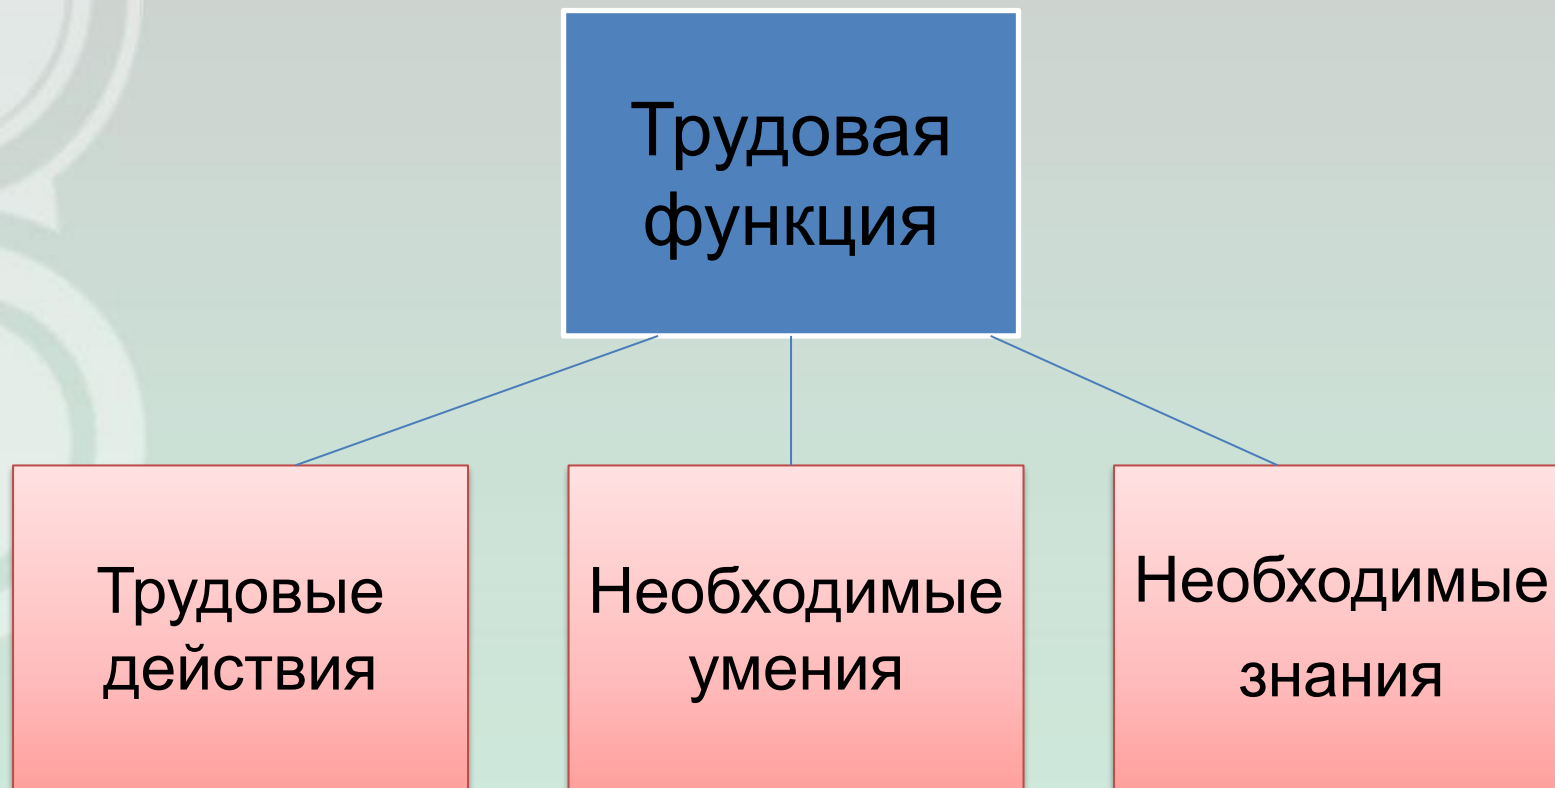 Трудовая
функция
Трудовые
действия
Необходимые
умения
Необходимые
знания